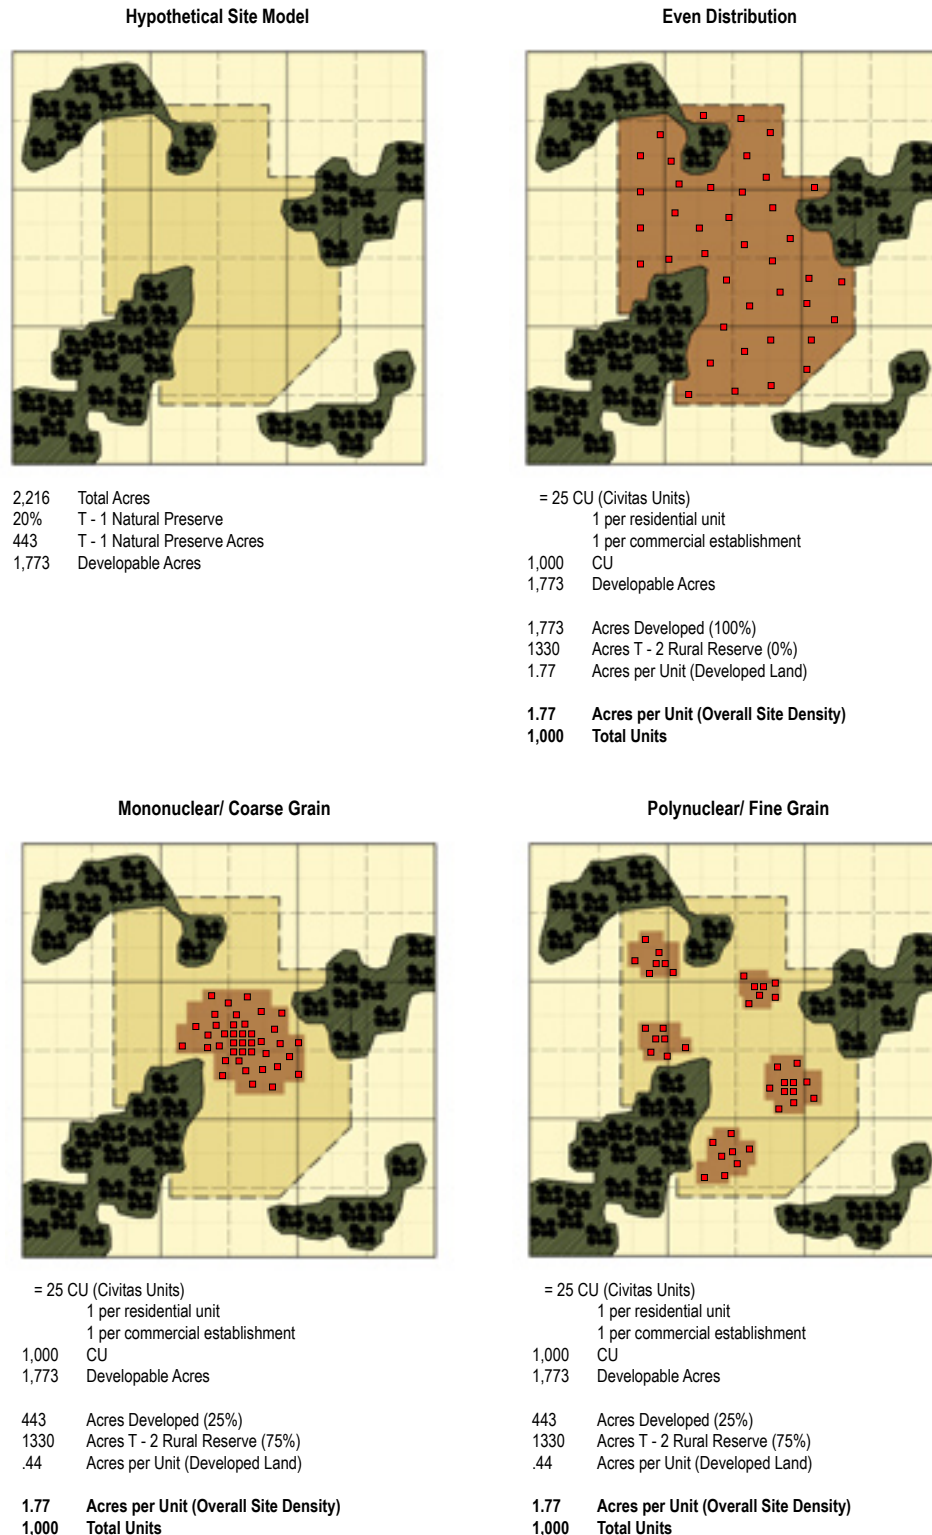 Hypothetical Site Model
2,216 Total Acres
20% T - 1 Natural Preserve
443 T - 1 Natural Preserve Acres
1,773 Developable Acres
Even Distribution
= 25 CU (Civitas Units)
1 per residential unit
1 per commercial establishment
1,000 CU
1,773 Developable Acres
1,773 Acres Developed (100%)
1330 Acres T - 2 Rural Reserve (0%)
1.77 Acres per Unit (Developed Land)
1.77 Acres per Unit (Overall Site Density)
1,000 Total Units
Mononuclear/ Coarse Grain
= 25 CU (Civitas Units)
1 per residential unit
1 per commercial establishment
1,000 CU
1,773 Developable Acres
443 Acres Developed (25%)
1330 Acres T - 2 Rural Reserve (75%)
.44 Acres per Unit (Developed Land)
1.77 Acres per Unit (Overall Site Density)
1,000 Total Units
Polynuclear/ Fine Grain
= 25 CU (Civitas Units)
1 per residential unit
1 per commercial establishment
1,000 CU
1,773 Developable Acres
443 Acres Developed (25%)
1330 Acres T - 2 Rural Reserve (75%)
.44 Acres per Unit (Developed Land)
1.77 Acres per Unit (Overall Site Density)
1,000 Total Units